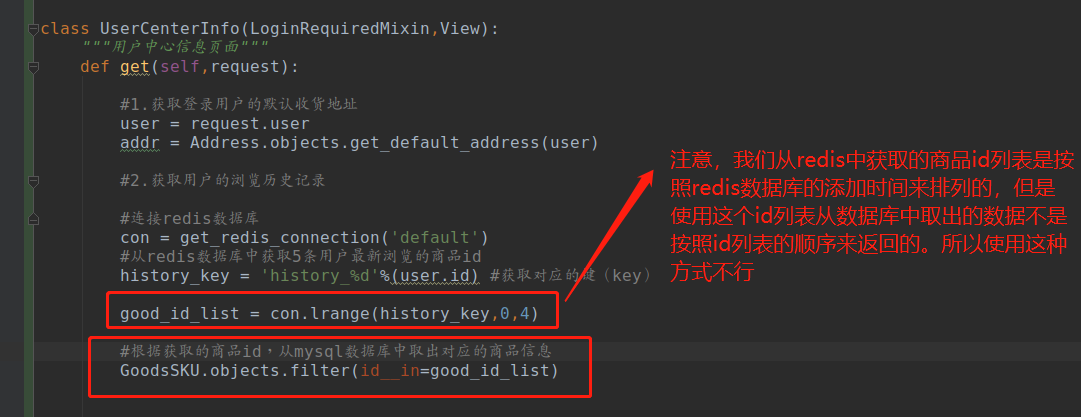 class UserCenterInfo(LoginRequiredMixin,View):
"""用户中心信息页面"""
def get(self,request):
#1.获取登录用户的默认收货地址
user = request.user
addr = Address.objects.get_default_address(user)
#2.获取用户的浏览历史记录
#连接redis数据库
con = get_redis_connection('default')
#从redis数据库中获取5条用户最新浏览的商品id
history_key = 'history_%d'%(user.id) #获取对应的键（key）
good_id_list = con.lrange(history_key,0,4)
#根据获取的商品id，从mysql数据库中取出对应的商品信息
GoodsSKU.objects.filter(id__in=good_id_list)
注意，我们从redis中获取的商品id列表是按
照redis数据库的添加时间来排列的，但是
使用这个id列表从数据库中取出的数据不是
按照id列表的顺序来返回的。所以使用这种
方式不行